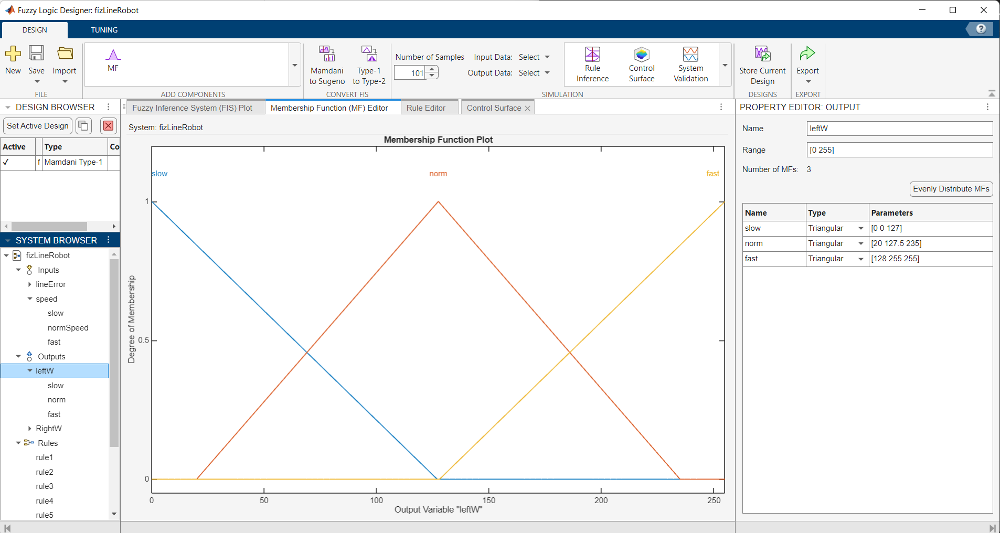 Fuzzy Logic Designer: fizLineRobot
DESIGN
TUNING
New
Save
Import
FILE
MF
ADD COMPONENTS
Mamdani
to Sugeno
Type-1
to Type-2
CONVERT FIS
Number of Samples
101
Input Data: Select
Output Data: Select
Rule
Inference
Control
Surface
System
Validation
SIMULATION
Store Current
Design
DESIGNS
Export
EXPORT
?
DESIGN BROWSER
Set Active Design
Active Type Co
✓ f Mamdani Type-1
SYSTEM BROWSER
fizLineRobot
Inputs
lineError
speed
slow
normSpeed
fast
Outputs
leftW
slow
norm
fast
RightW
Rules
rule1
rule2
rule3
rule4
rule5
Fuzzy Inference System (FIS) Plot
Membership Function (MF) Editor
Rule Editor
Control Surface
System: fizLineRobot
Membership Function Plot
slow norm fast
1
0.5
0
Degree of Membership
0 50 100 150 200 250
Output Variable "leftW"
PROPERTY EDITOR: OUTPUT
Name leftW
Range [0 255]
Number of MFs: 3
Evenly Distribute MFs
Name Type Parameters
slow Triangular [0 0 127]
norm Triangular [20 127.5 235]
fast Triangular [128 255 255]